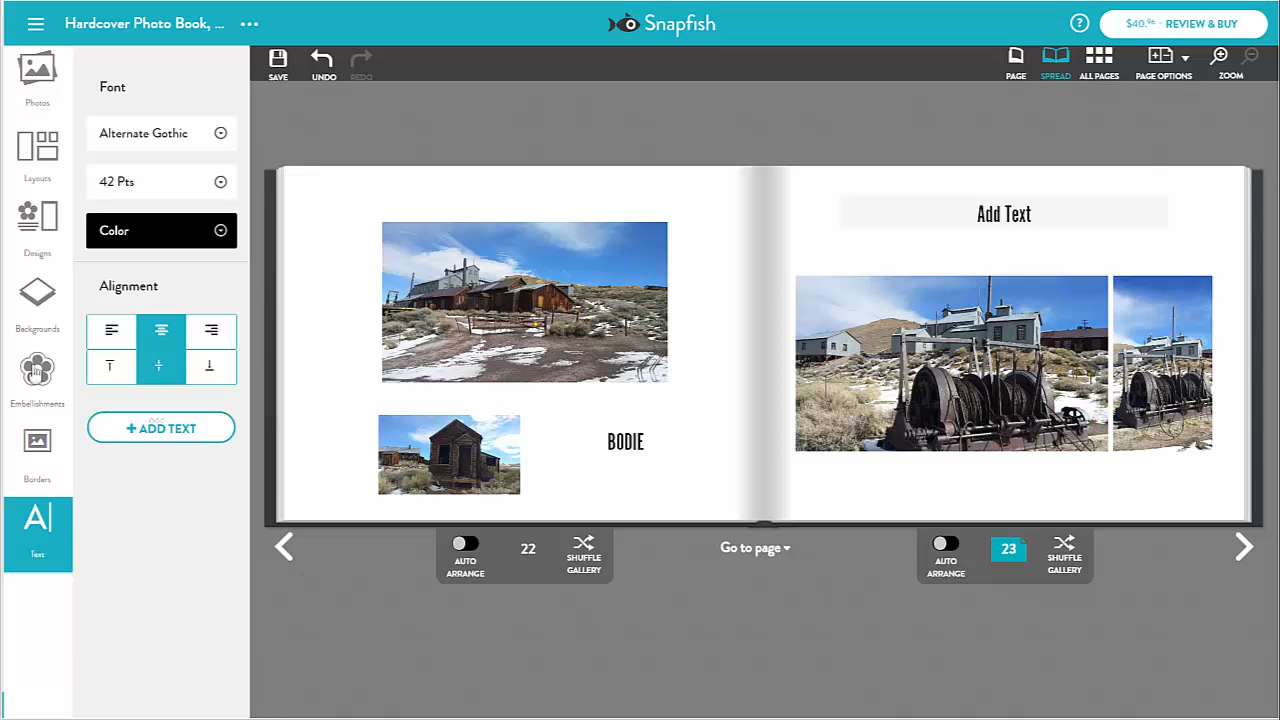 Hardcover Photo Book, ...
Snapfish
$40.96 · REVIEW & BUY
SAVE
UNDO
REDO
PAGE
SPREAD
ALL PAGES
PAGE OPTIONS
ZOOM
Photos
Layouts
Designs
Backgrounds
Embellishments
Borders
Text
Font
Alternate Gothic
42 Pts
Color
Alignment
+ ADD TEXT
Add Text
BODIE
AUTO
ARRANGE
22
SHUFFLE
GALLERY
Go to page
AUTO
ARRANGE
23
SHUFFLE
GALLERY